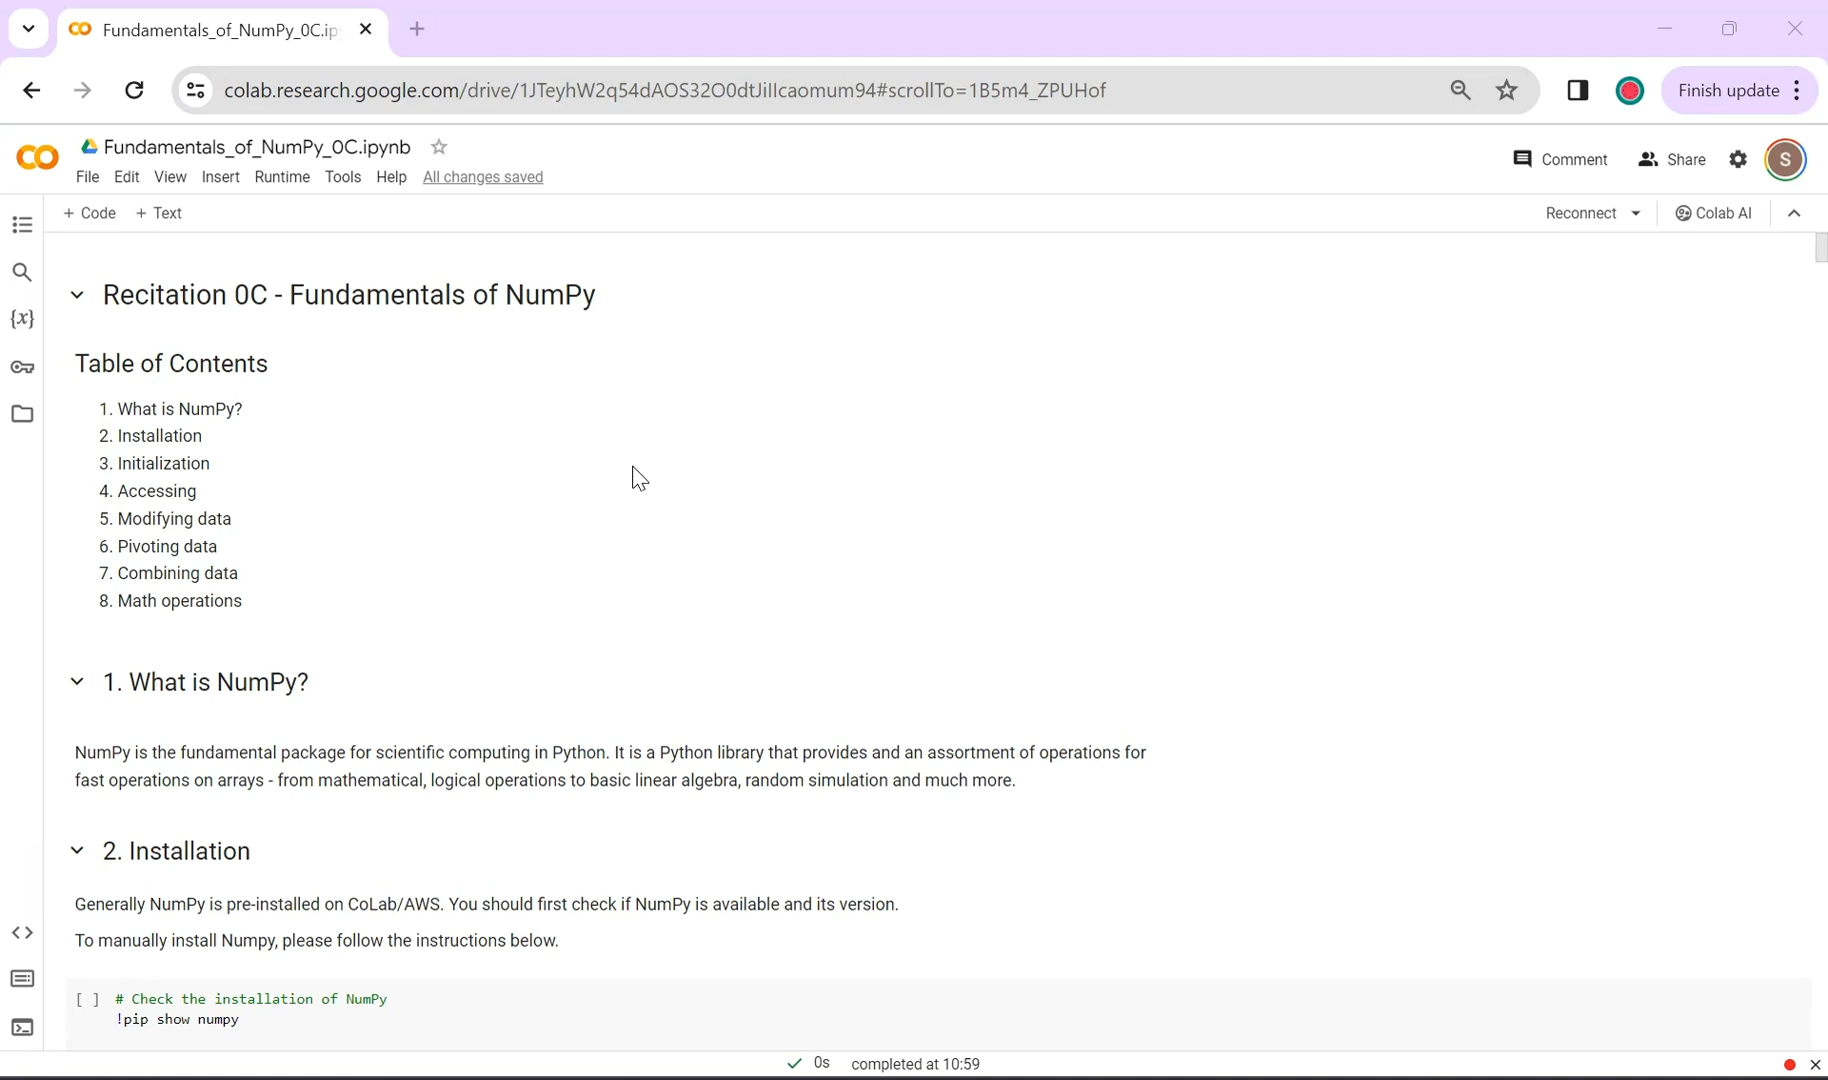 Fundamentals_of_NumPy_0C.ip
colab.research.google.com/drive/1JTeyhW2q54dAOS32O0dtJillcaomum94#scrollTo=1B5m4_ZPUHof
Finish update
CO
Fundamentals_of_NumPy_0C.ipynb
Comment
Share
S
File Edit View Insert Runtime Tools Help All changes saved
+ Code + Text
Reconnect
Colab AI
{x}
Recitation 0C - Fundamentals of NumPy
Table of Contents
1. What is NumPy?
2. Installation
3. Initialization
4. Accessing
5. Modifying data
6. Pivoting data
7. Combining data
8. Math operations
1. What is NumPy?
NumPy is the fundamental package for scientific computing in Python. It is a Python library that provides and an assortment of operations for
fast operations on arrays - from mathematical, logical operations to basic linear algebra, random simulation and much more.
2. Installation
Generally NumPy is pre-installed on CoLab/AWS. You should first check if NumPy is available and its version.
To manually install Numpy, please follow the instructions below.
[ ] # Check the installation of NumPy
!pip show numpy
0s completed at 10:59